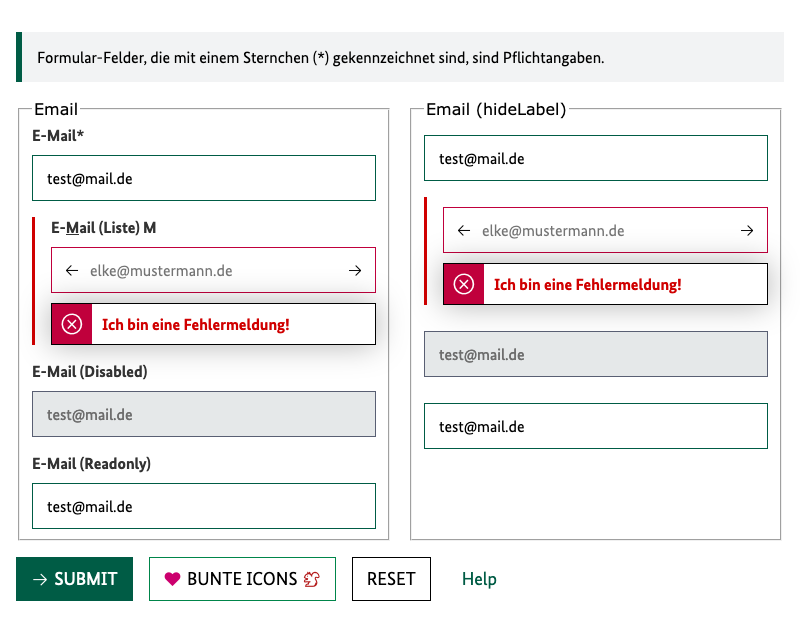 Formular-Felder, die mit einem Sternchen (*) gekennzeichnet sind, sind Pflichtangaben.
Email
E-Mail*
test@mail.de
E-Mail (Liste) M
elke@mustermann.de
Ich bin eine Fehlermeldung!
E-Mail (Disabled)
test@mail.de
E-Mail (Readonly)
test@mail.de
Email (hideLabel)
test@mail.de
elke@mustermann.de
Ich bin eine Fehlermeldung!
test@mail.de
test@mail.de
→ SUBMIT
BUNTE ICONS
RESET
Help